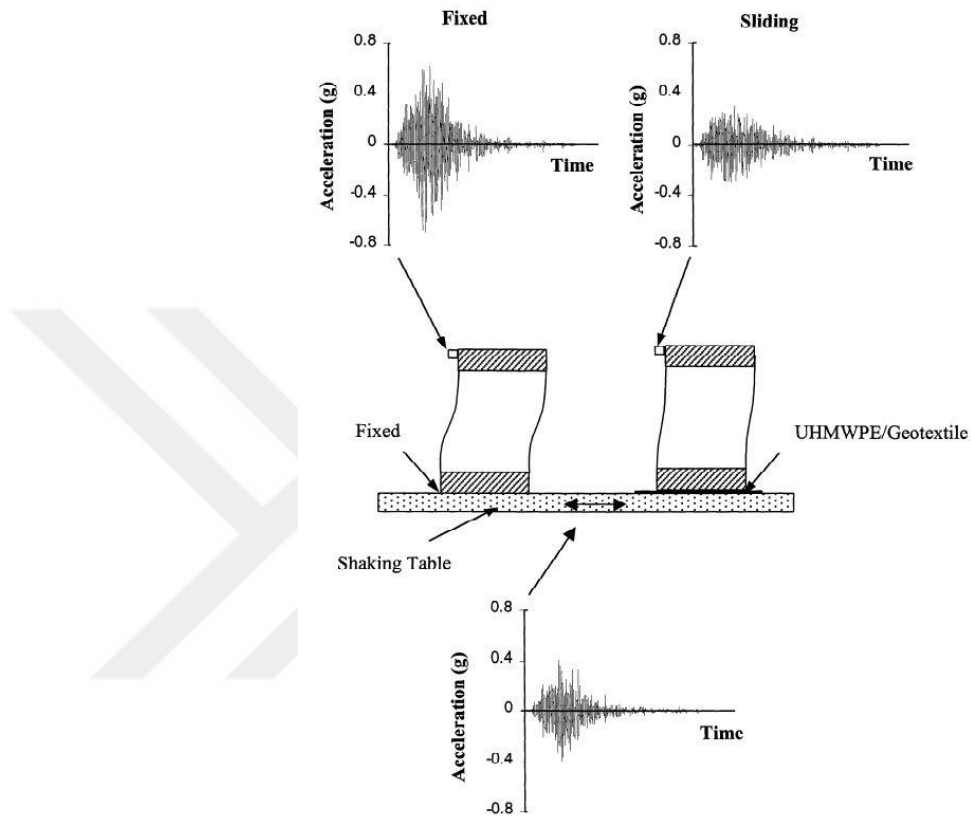 Fixed
Sliding
0.8
0.4
0
-0.4
-0.8
Acceleration (g)
Time
0.8
0.4
0
-0.4
-0.8
Acceleration (g)
Time
Fixed
UHMWPE/Geotextile
Shaking Table
0.8
0.4
0
-0.4
-0.8
Acceleration (g)
Time